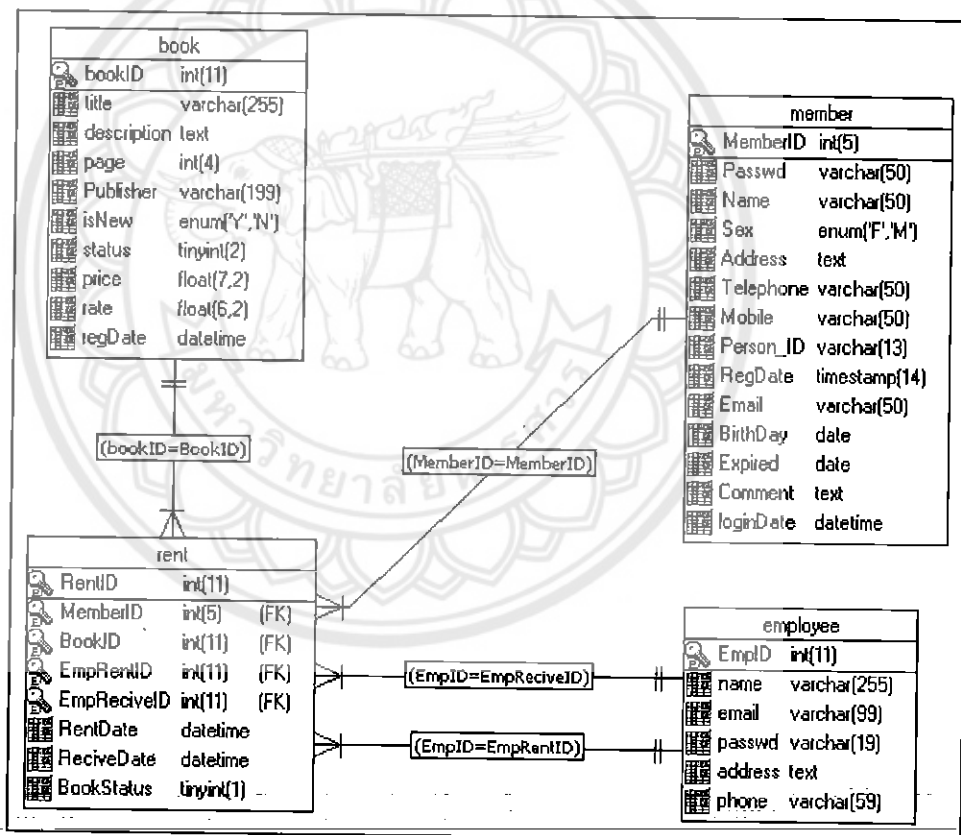 book
bookID int(11)
title varchar(255)
description text
page int(4)
Publisher varchar(199)
isNew enum('Y','N')
status tinyint(2)
price float(7,2)
rate float(6,2)
regDate datetime
(bookID=BookID)
member
MemberID int(5)
Passwd varchar(50)
Name varchar(50)
Sex enum('F','M')
Address text
Telephone varchar(50)
Mobile varchar(50)
Person_ID varchar(13)
RegDate timestamp(14)
Email varchar(50)
BirthDay date
Expired date
Comment text
loginDate datetime
(MemberID=MemberID)
rent
RentID int(11)
MemberID int(5) (FK)
BookID int(11) (FK)
EmpRentID int(11) (FK)
EmpReciveID int(11) (FK)
RentDate datetime
ReciveDate datetime
BookStatus tinyint(1)
(EmpID=EmpReciveID)
(EmpID=EmpRentID)
employee
EmpID int(11)
name varchar(255)
email varchar(99)
passwd varchar(19)
address text
phone varchar(59)